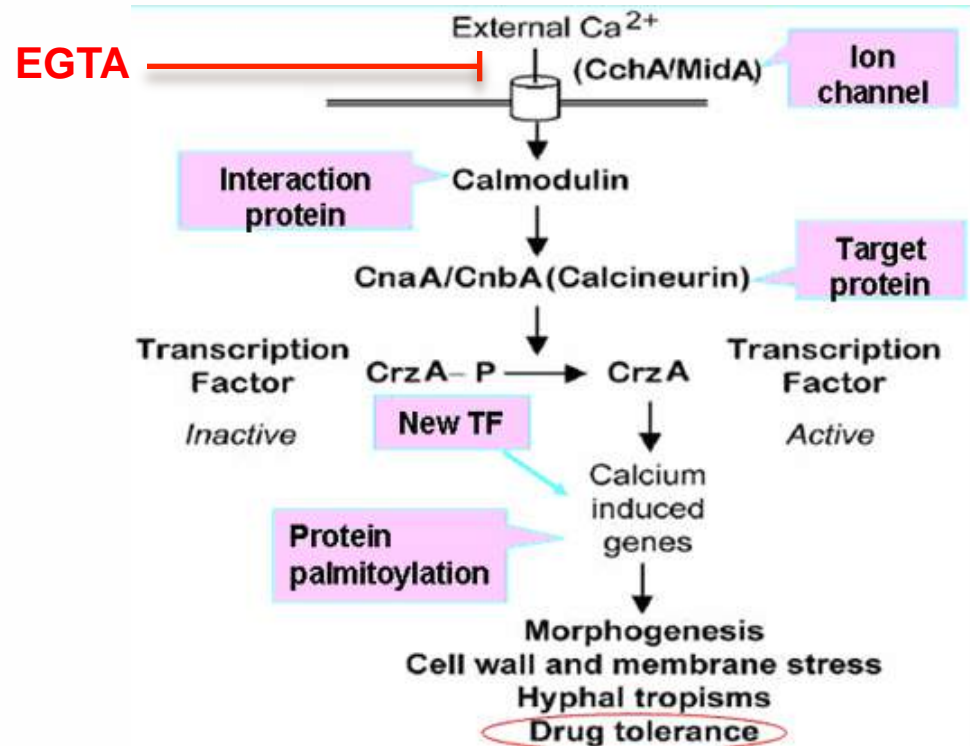 External Ca²⁺
EGTA
(CchA/MidA)
Ion
channel
Interaction
protein
Calmodulin
Target
protein
CnaA/CnbA(Calcineurin)
Transcription
Factor
Inactive
CrzA– P
CrzA
Transcription
Factor
Active
New TF
Calcium
induced
genes
Protein
palmitoylation
Morphogenesis
Cell wall and membrane stress
Hyphal tropisms
Drug tolerance